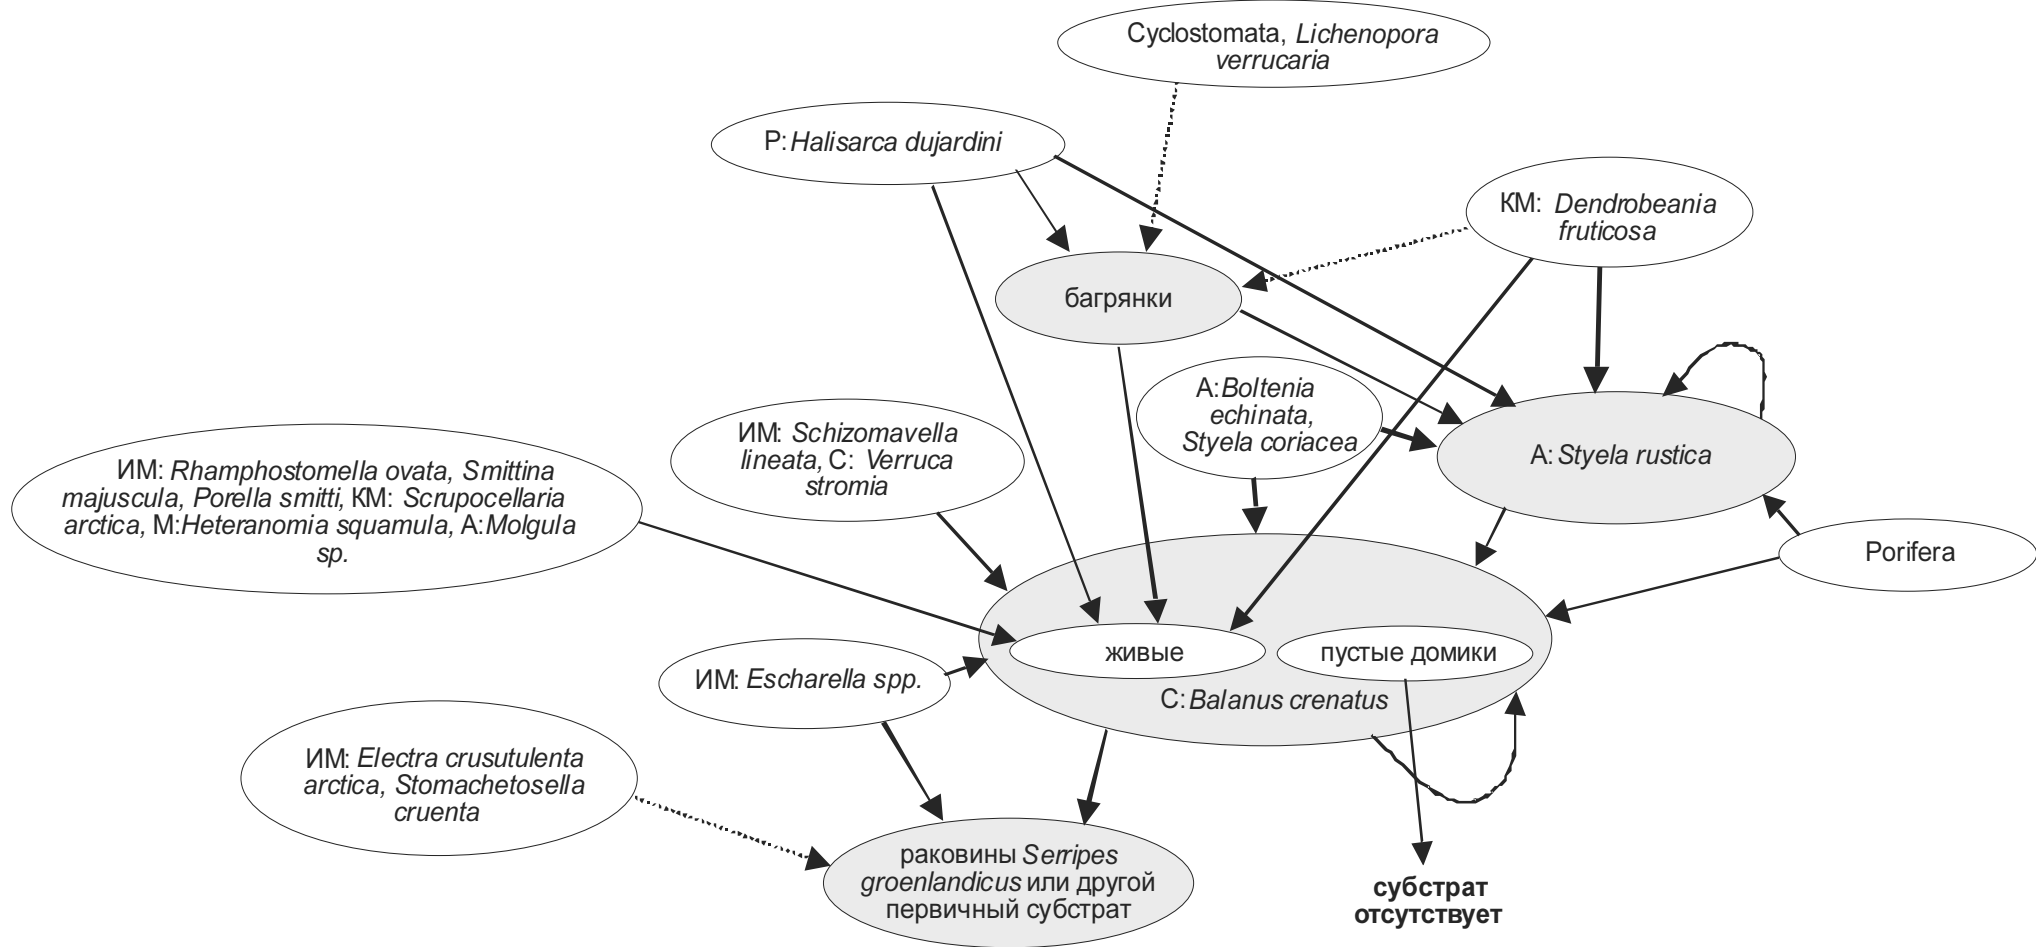 Cyclostomata, Lichenopora
verrucaria
P: Halisarca dujardini
КМ: Dendrobeania
fruticosa
багрянки
A: Boltenia
echinata,
Styela coriacea
ИМ: Schizomavella
lineata, C: Verruca
stromia
A: Styela rustica
ИМ: Rhamphostomella ovata, Smittina
majuscula, Porella smitti, КМ: Scrupocellaria
arctica, M: Heteranomia squamula, A: Molgula
sp.
Porifera
живые
пустые домики
ИМ: Escharella spp.
C: Balanus crenatus
ИМ: Electra crusutulenta
arctica, Stomachetosella
cruenta
раковины Serripes
groenlandicus или другой
первичный субстрат
субстрат
отсутствует